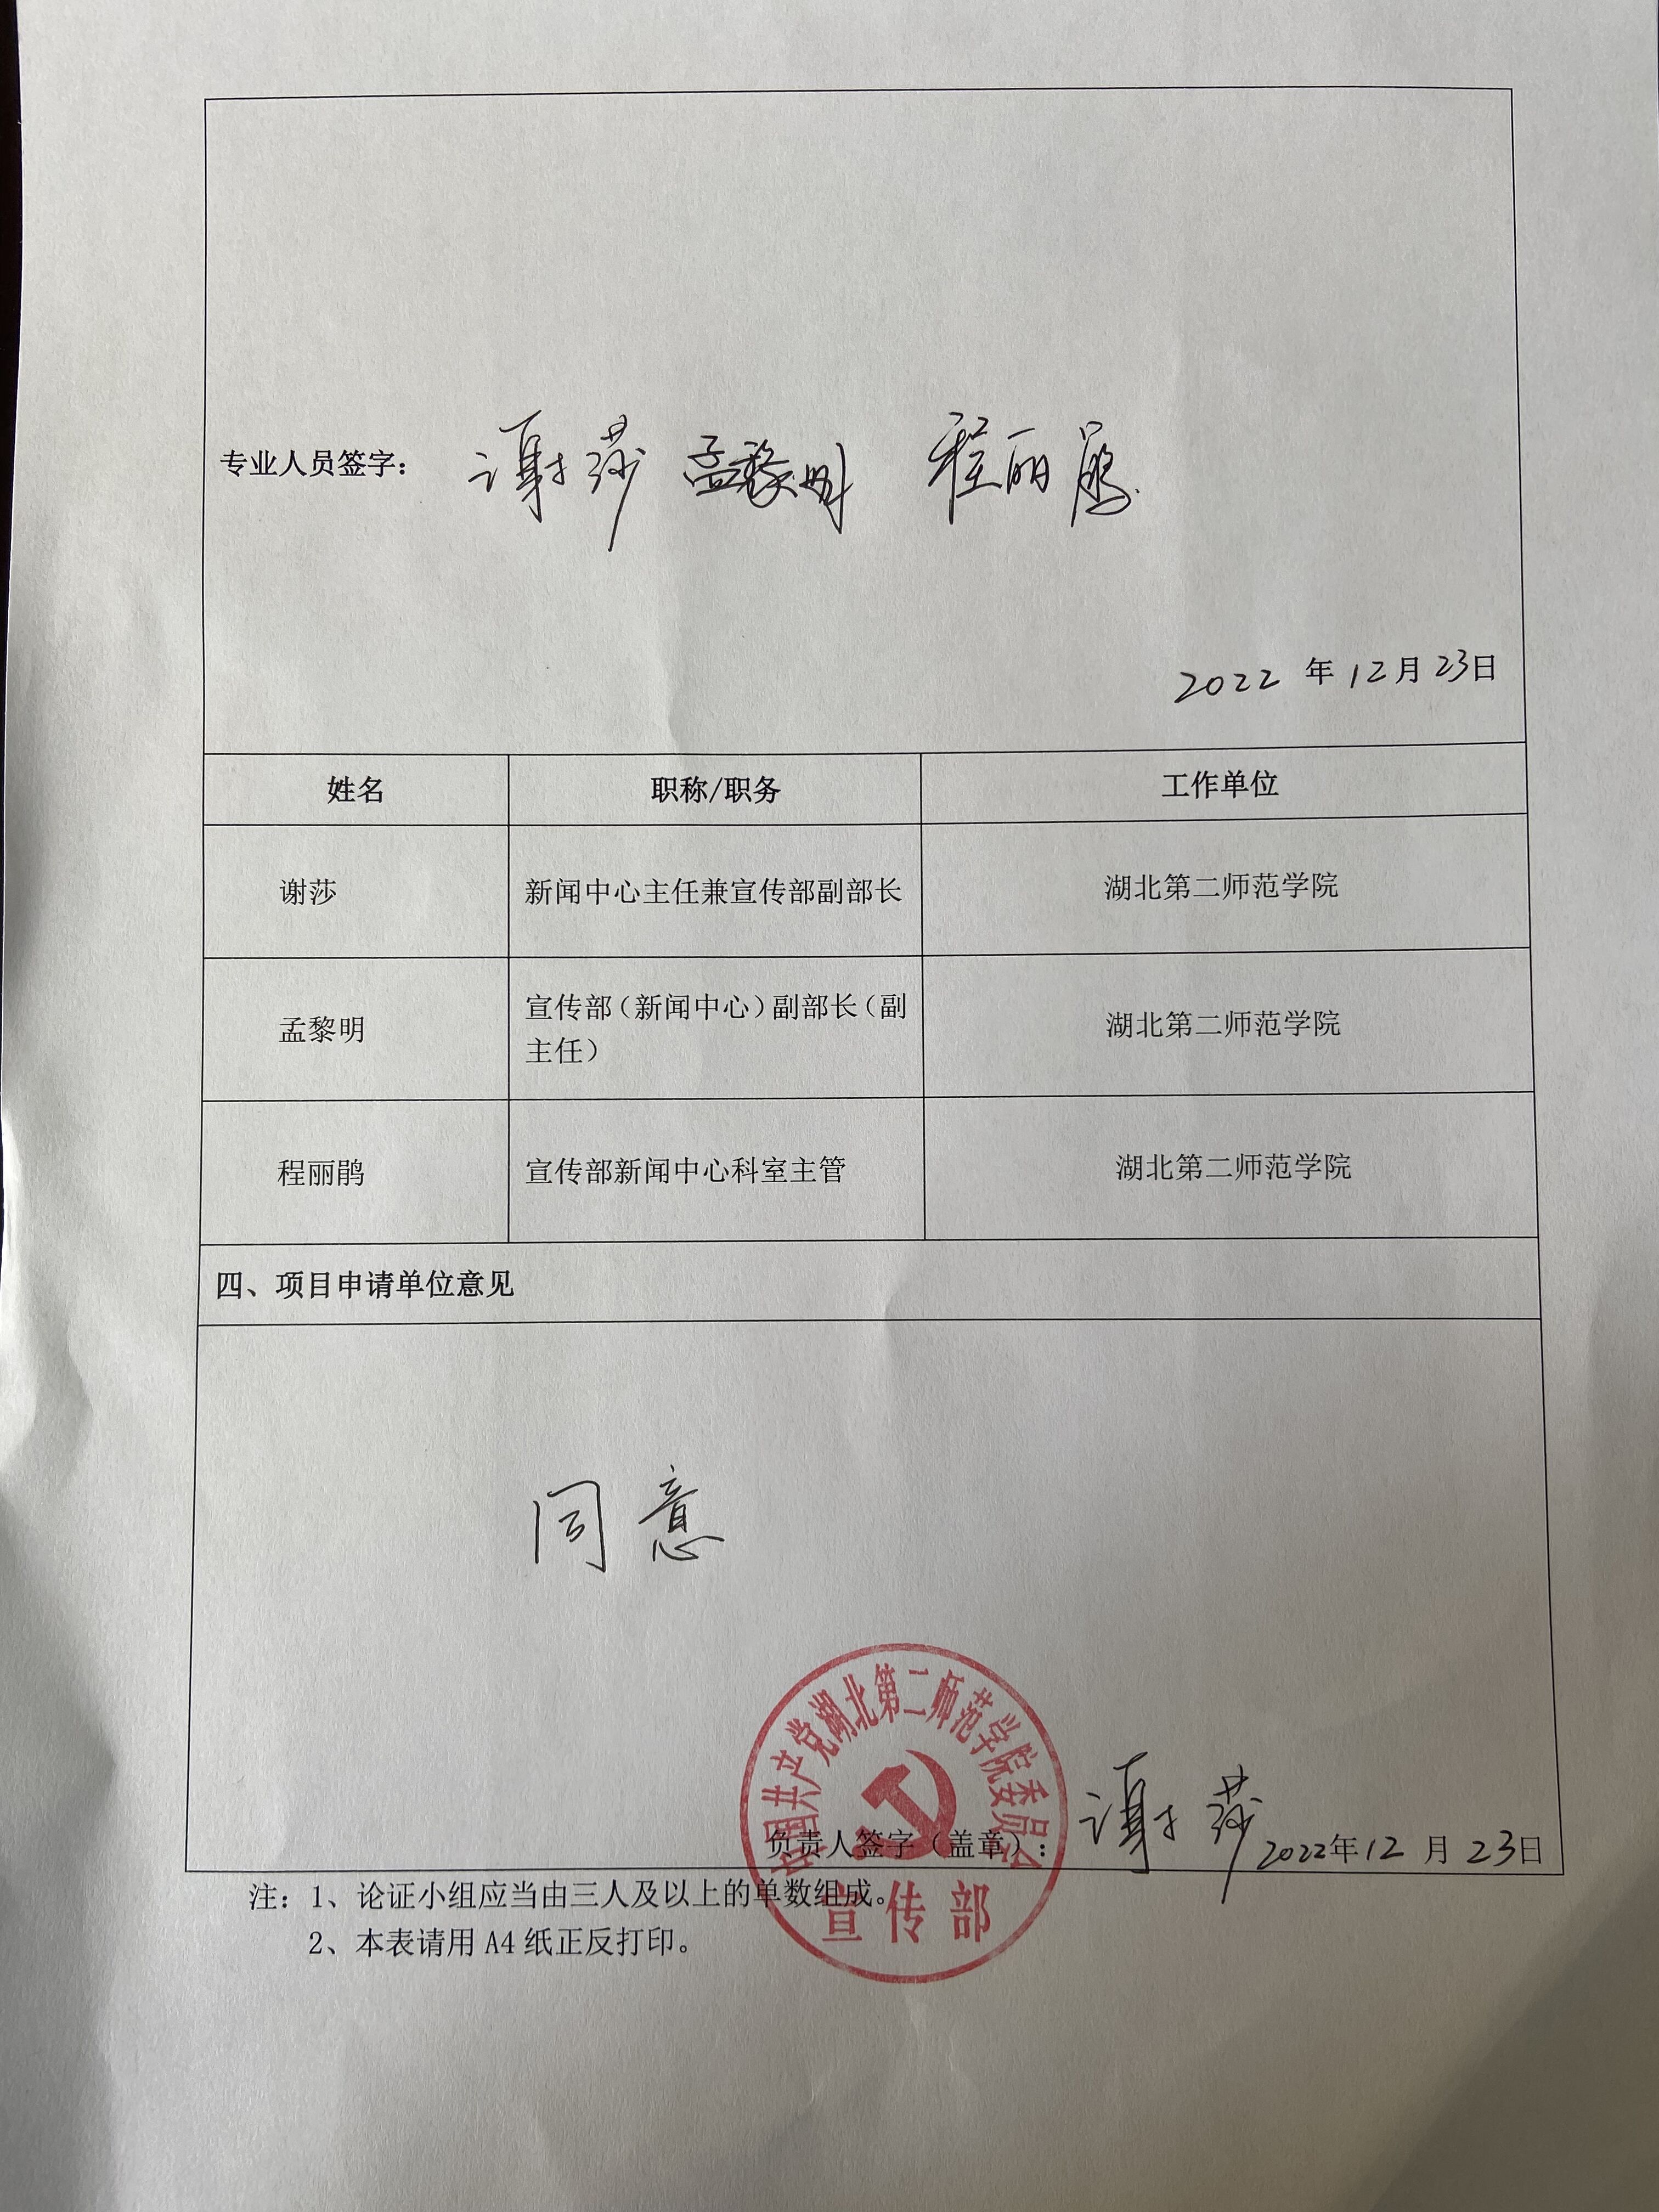 专业人员签字： 谢莎 孟黎明 程丽鹃
2022 年 12 月 23 日
姓名 职称/职务 工作单位
谢莎 新闻中心主任兼宣传部副部长 湖北第二师范学院
孟黎明 宣传部（新闻中心）副部长（副
主任） 湖北第二师范学院
程丽鹃 宣传部新闻中心科室主管 湖北第二师范学院
四、项目申请单位意见
同意
中国共产党湖北第二师范学院委员会
负责人签字（盖章）： 谢莎 2022年12 月 23日
宣传部
注：1、论证小组应当由三人及以上的单数组成。
2、本表请用 A4 纸正反打印。